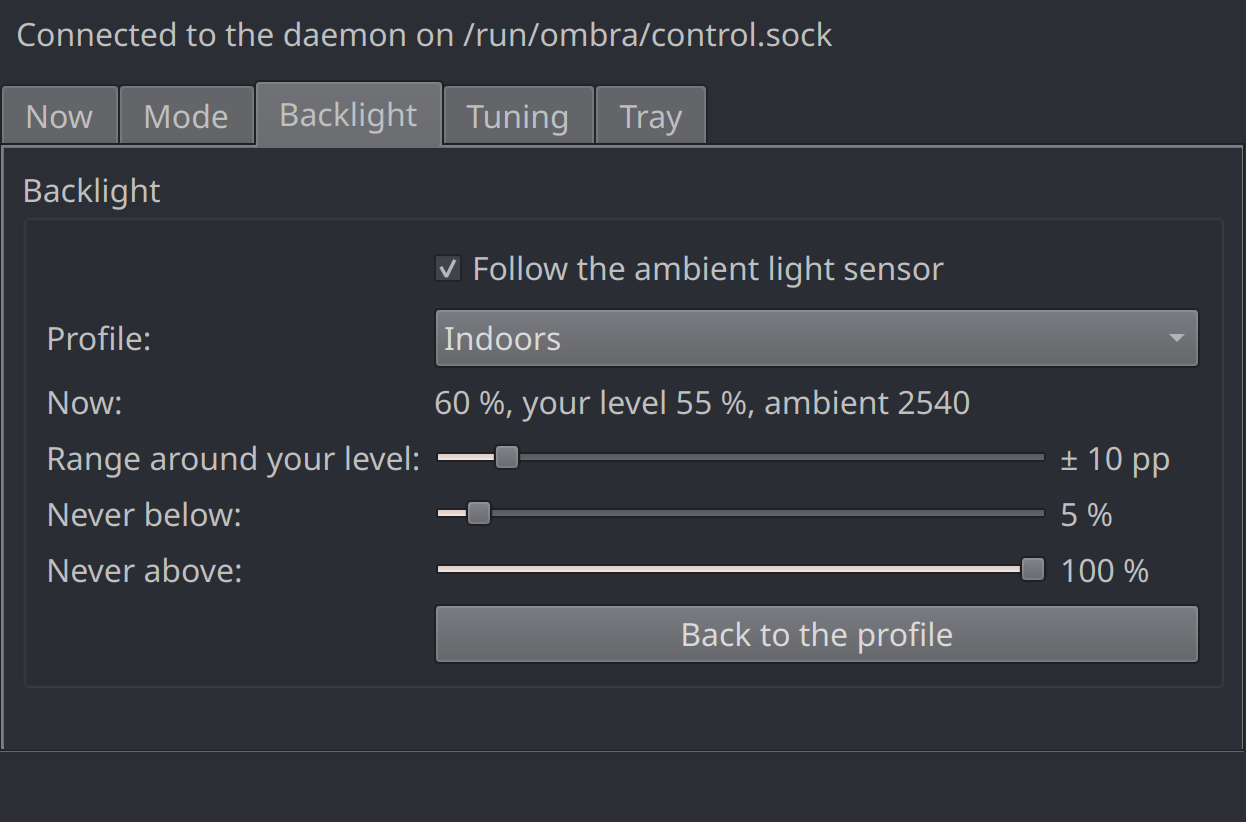 Connected to the daemon on /run/ombra/control.sock
Now Mode Backlight Tuning Tray
Backlight
Follow the ambient light sensor
Profile: Indoors
Now: 60 %, your level 55 %, ambient 2540
Range around your level: ± 10 pp
Never below: 5 %
Never above: 100 %
Back to the profile